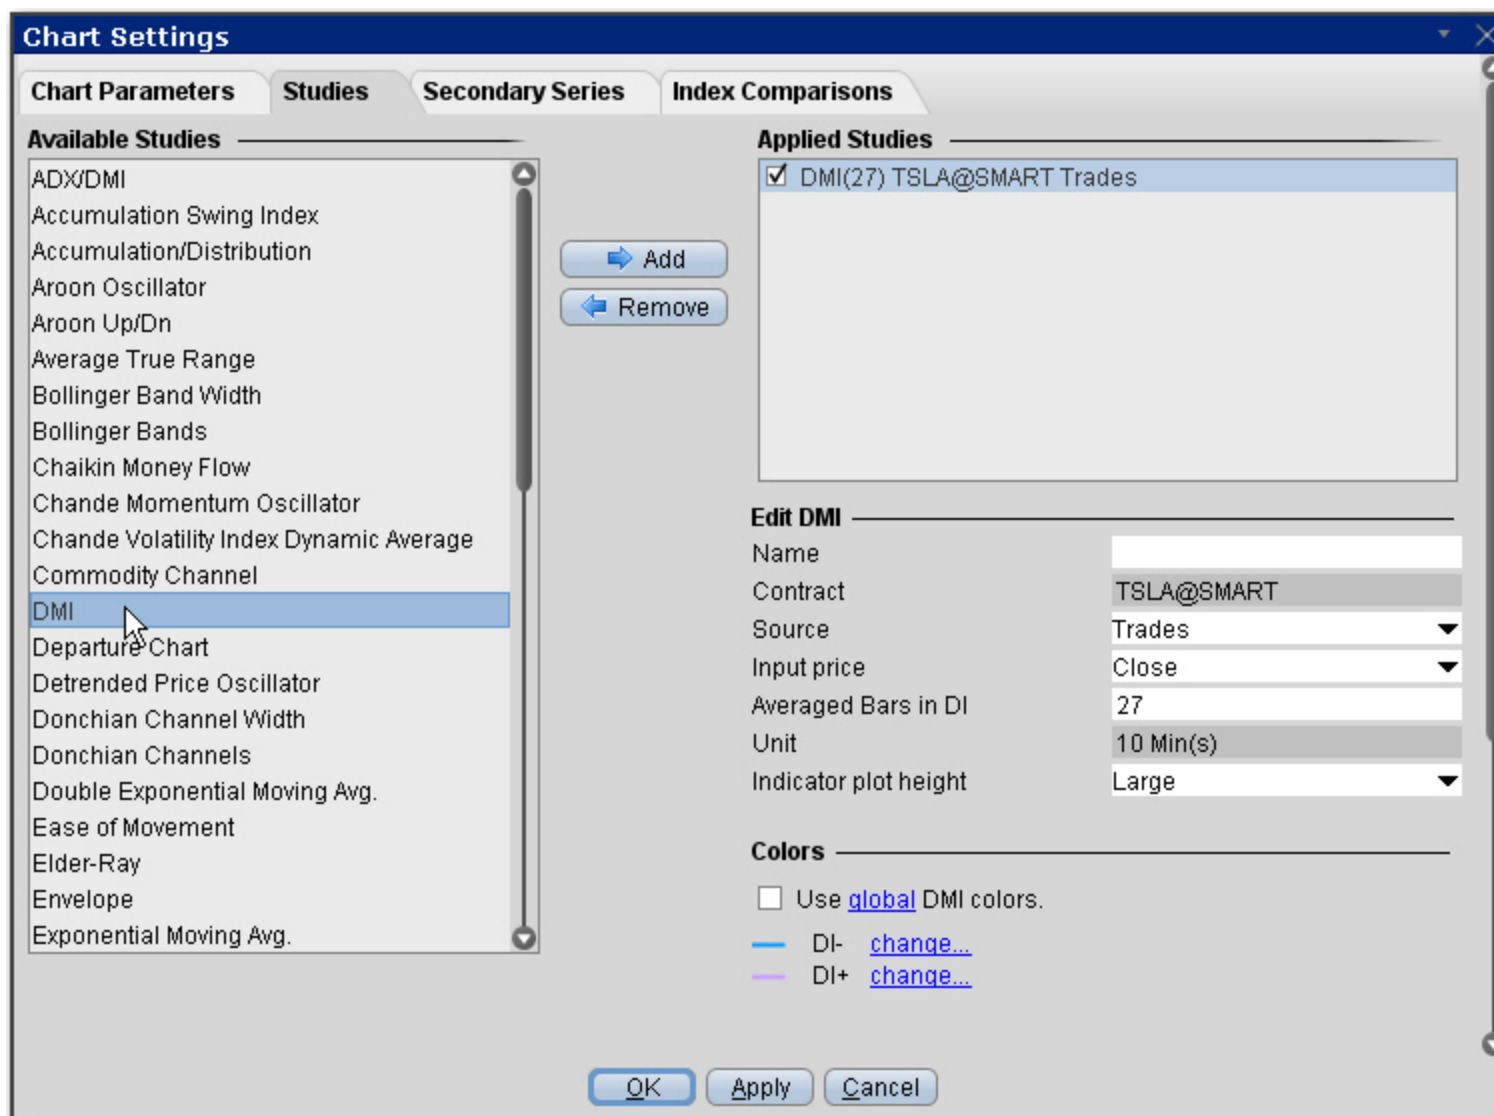 Chart Settings
Chart Parameters
Studies
Secondary Series
Index Comparisons
Available Studies
ADX/DMI
Accumulation Swing Index
Accumulation/Distribution
Aroon Oscillator
Aroon Up/Dn
Average True Range
Bollinger Band Width
Bollinger Bands
Chaikin Money Flow
Chande Momentum Oscillator
Chande Volatility Index Dynamic Average
Commodity Channel
DMI
Departure Chart
Detrended Price Oscillator
Donchian Channel Width
Donchian Channels
Double Exponential Moving Avg.
Ease of Movement
Elder-Ray
Envelope
Exponential Moving Avg.
Add
Remove
Applied Studies
DMI(27) TSLA@SMART Trades
Edit DMI
Name
Contract TSLA@SMART
Source Trades
Input price Close
Averaged Bars in DI 27
Unit 10 Min(s)
Indicator plot height Large
Colors
Use global DMI colors.
DI- change...
DI+ change...
OK
Apply
Cancel